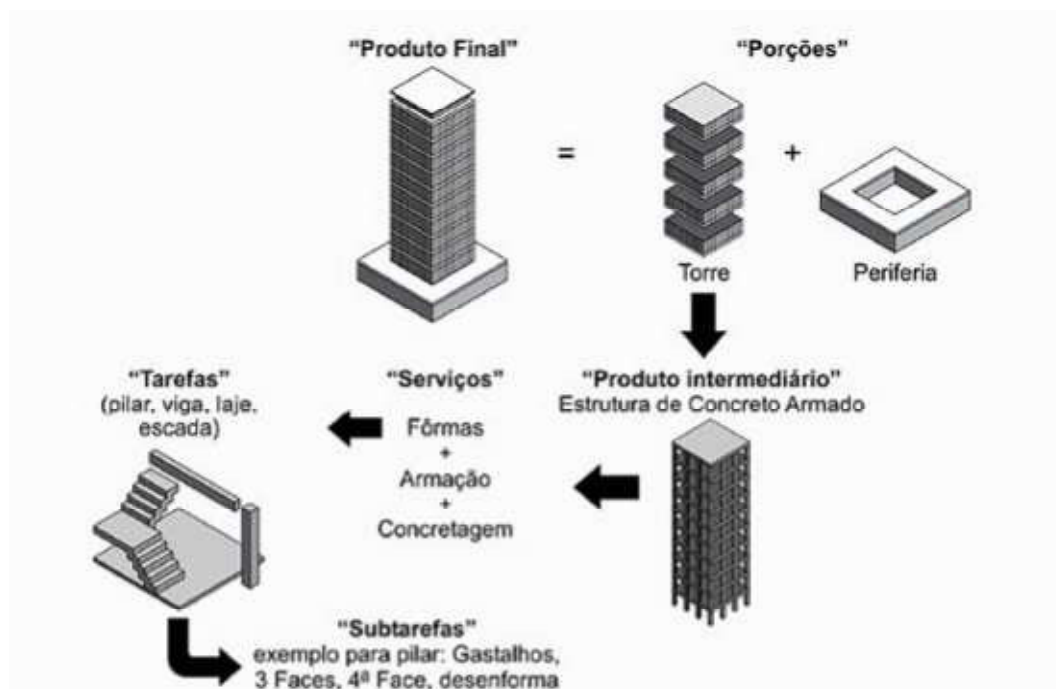 “Produto Final”
“Porções”
=
+
Torre
Periferia
“Tarefas”
(pilar, viga, laje,
escada)
“Serviços”
Fôrmas
+
Armação
+
Concretagem
“Produto intermediário”
Estrutura de Concreto Armado
“Subtarefas”
exemplo para pilar: Gastalhos,
3 Faces, 4ª Face, desenforma